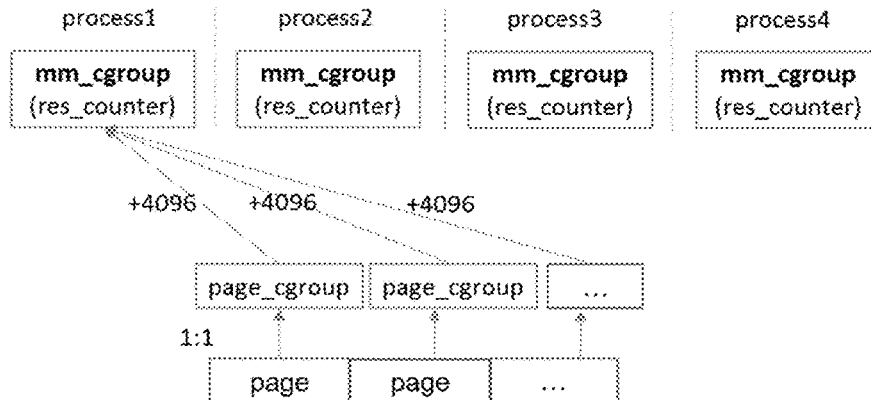 process1 process2 process3 process4
mm_cgroup mm_cgroup mm_cgroup mm_cgroup
(res_counter) (res_counter) (res_counter) (res_counter)
+4096 +4096 +4096
page_cgroup page_cgroup ...
1:1
page page ...